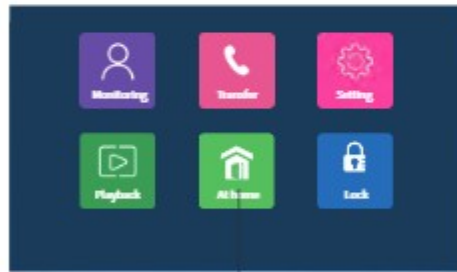 Monitoring
Transfer
Setting
Playback
At home
Lock